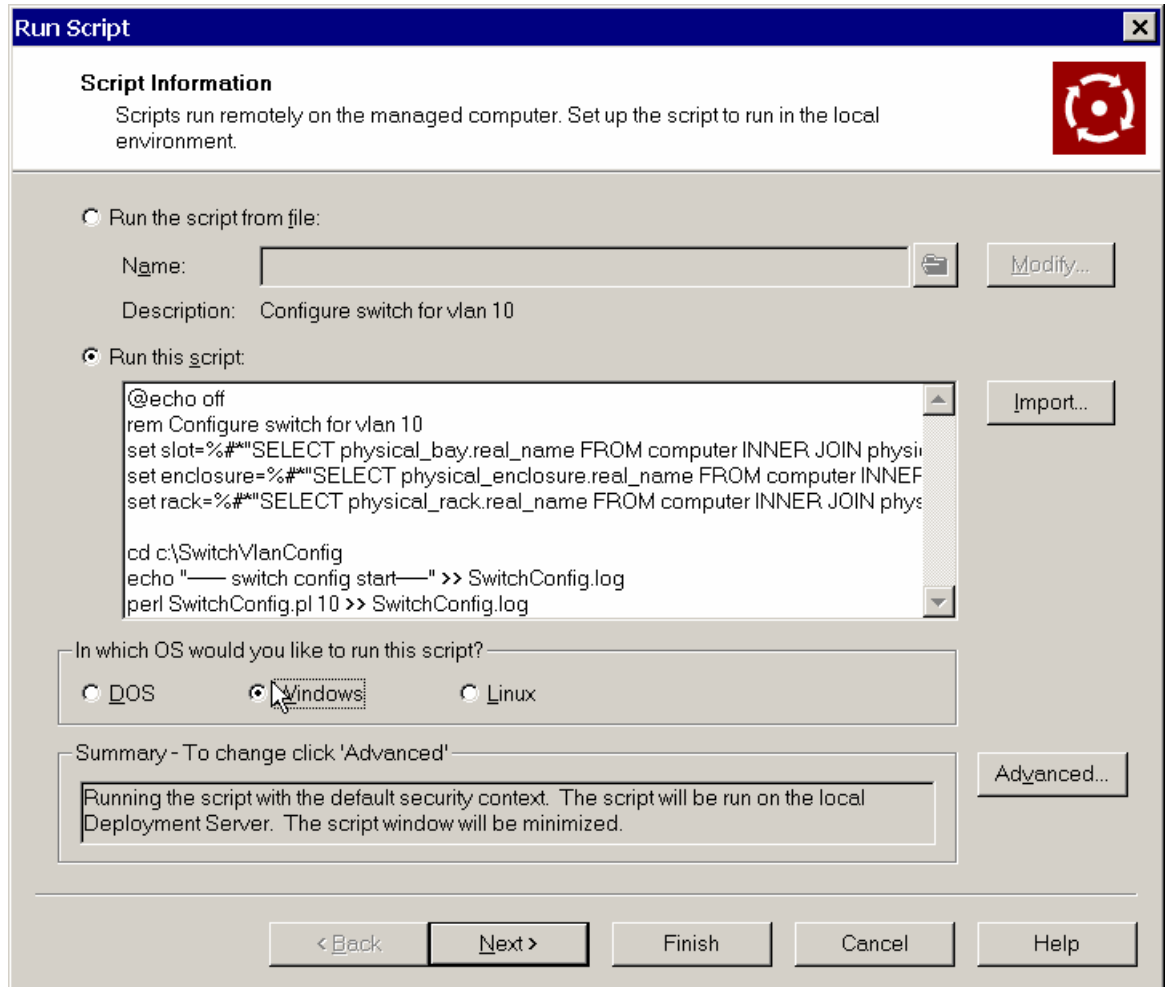 Run Script
Script Information
Scripts run remotely on the managed computer. Set up the script to run in the local
environment.
Run the script from file:
Name:
Modify...
Description: Configure switch for vlan 10
Run this script:
@echo off
rem Configure switch for vlan 10
set slot=%#*"SELECT physical_bay.real_name FROM computer INNER JOIN physi
set enclosure=%#*"SELECT physical_enclosure.real_name FROM computer INNER
set rack=%#*"SELECT physical_rack.real_name FROM computer INNER JOIN phys
cd c:\SwitchVlanConfig
echo "—— switch config start——" >> SwitchConfig.log
perl SwitchConfig.pl 10 >> SwitchConfig.log
Import...
In which OS would you like to run this script?
DOS Windows Linux
Summary - To change click 'Advanced'
Running the script with the default security context. The script will be run on the local
Deployment Server. The script window will be minimized.
Advanced...
< Back Next > Finish Cancel Help